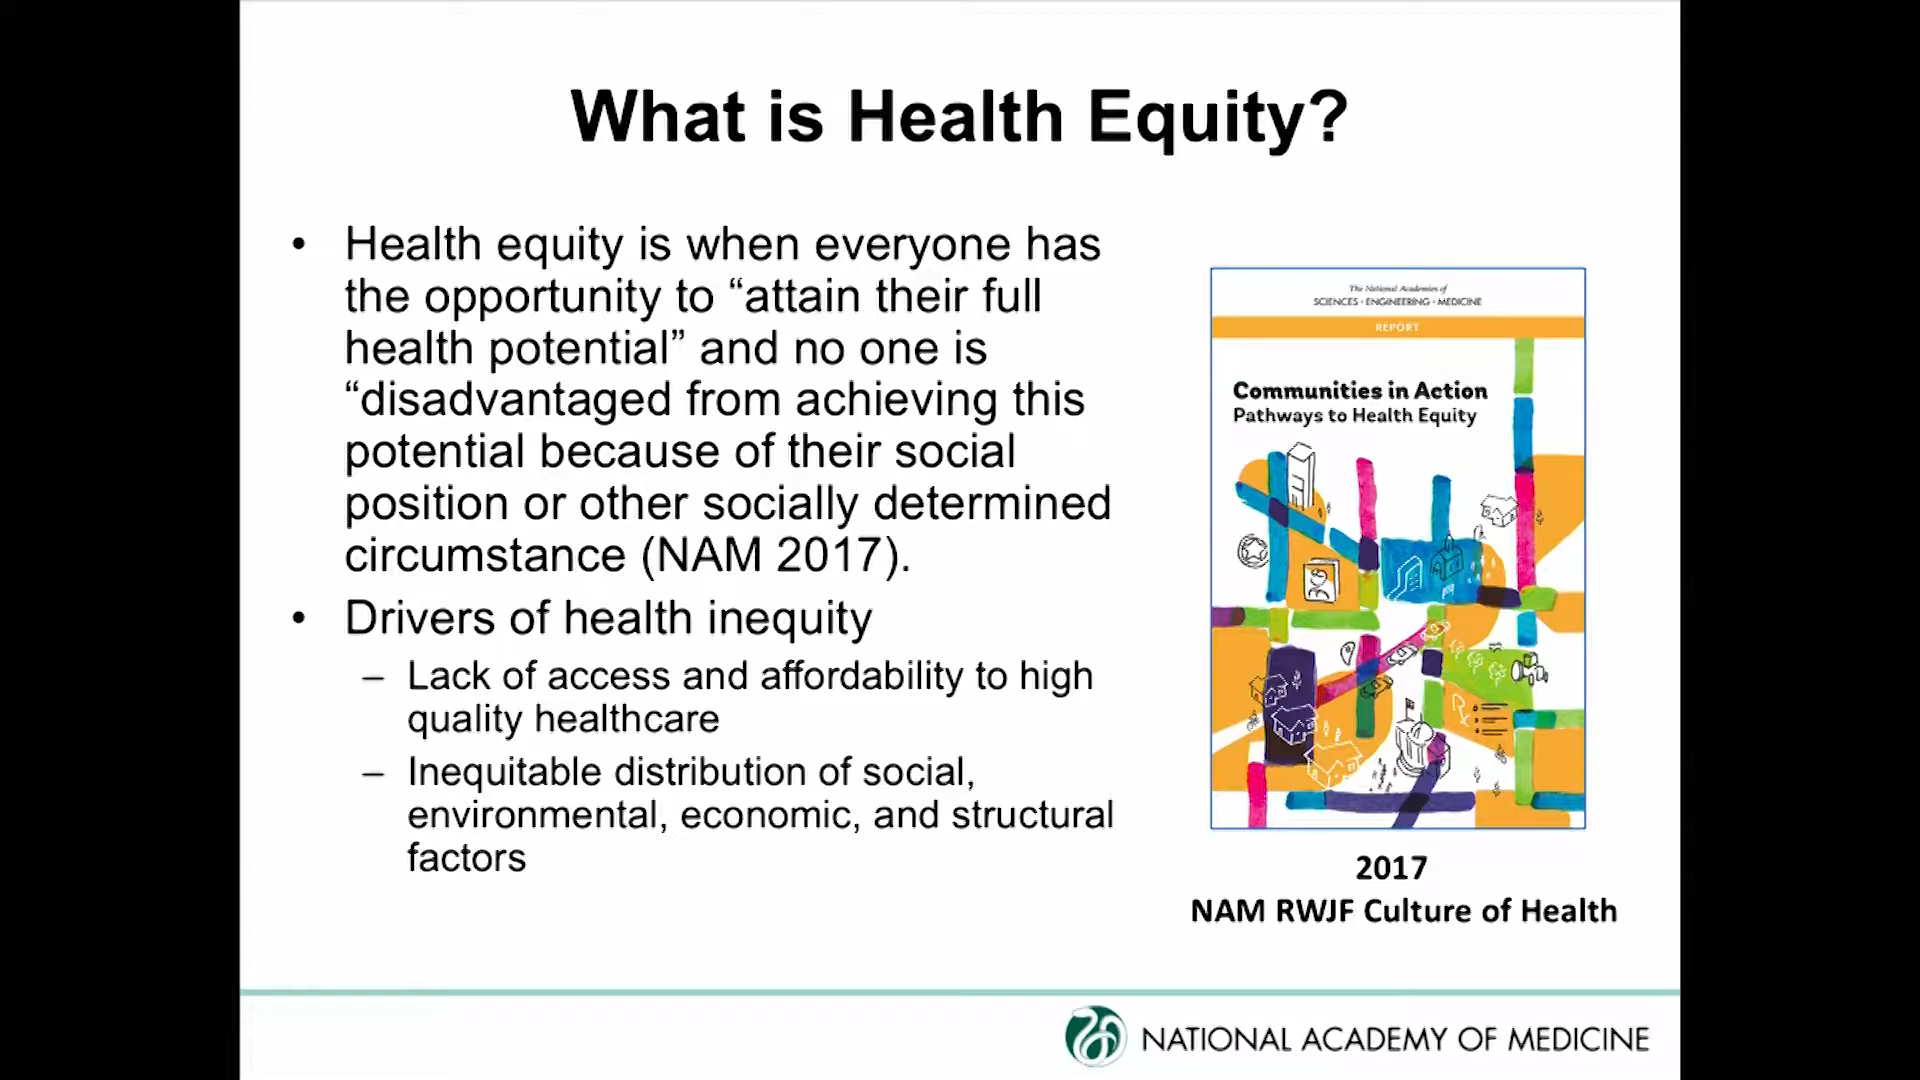 What is Health Equity?
• Health equity is when everyone has
the opportunity to “attain their full
health potential” and no one is
“disadvantaged from achieving this
potential because of their social
position or other socially determined
circumstance (NAM 2017).
• Drivers of health inequity
– Lack of access and affordability to high
quality healthcare
– Inequitable distribution of social,
environmental, economic, and structural
factors
The National Academies of
SCIENCES · ENGINEERING · MEDICINE
REPORT
Communities in Action
Pathways to Health Equity
2017
NAM RWJF Culture of Health
NATIONAL ACADEMY OF MEDICINE